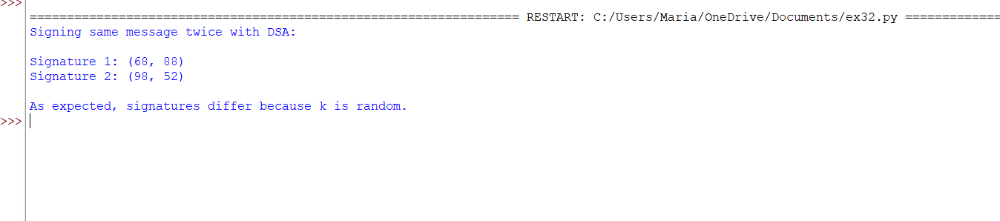 >>>
================================================================== RESTART: C:/Users/Maria/OneDrive/Documents/ex32.py =============
Signing same message twice with DSA:
Signature 1: (68, 88)
Signature 2: (98, 52)
As expected, signatures differ because k is random.
>>>